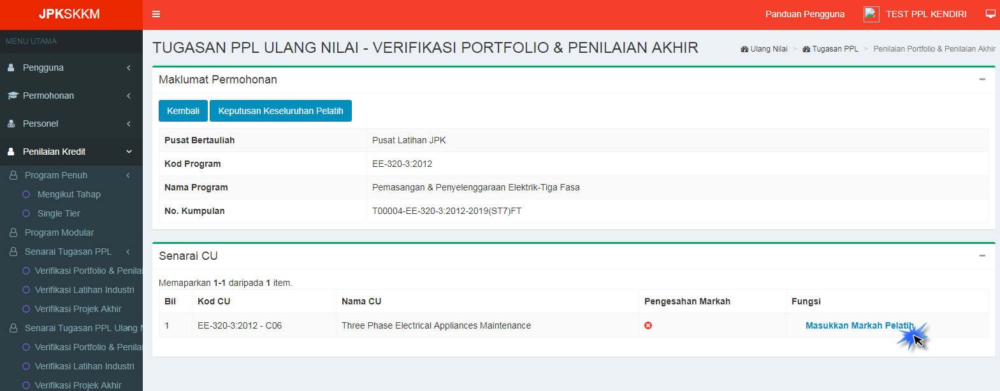 JPKSKKM
Panduan Pengguna
TEST PPL KENDIRI
MENU UTAMA
Pengguna
Permohonan
Personel
Penilaian Kredit
Program Penuh
Mengikut Tahap
Single Tier
Program Modular
Senarai Tugasan PPL
Verifikasi Portfolio & Penilai
Verifikasi Latihan Industri
Verifikasi Projek Akhir
Senarai Tugasan PPL Ulang N
Verifikasi Portfolio & Penilai
Verifikasi Latihan Industri
Verifikasi Projek Akhir
TUGASAN PPL ULANG NILAI - VERIFIKASI PORTFOLIO & PENILAIAN AKHIR
Ulang Nilai > Tugasan PPL > Penilaian Portfolio & Penilaian Akhir
Maklumat Permohonan
Kembali Keputusan Keseluruhan Pelatih
Pusat Bertauliah Pusat Latihan JPK
Kod Program EE-320-3:2012
Nama Program Pemasangan & Penyelenggaraan Elektrik-Tiga Fasa
No. Kumpulan T00004-EE-320-3:2012-2019(ST7)FT
Senarai CU
Memaparkan 1-1 daripada 1 item.
Bil Kod CU Nama CU Pengesahan Markah Fungsi
1 EE-320-3:2012 - C06 Three Phase Electrical Appliances Maintenance Masukkan Markah Pelatih